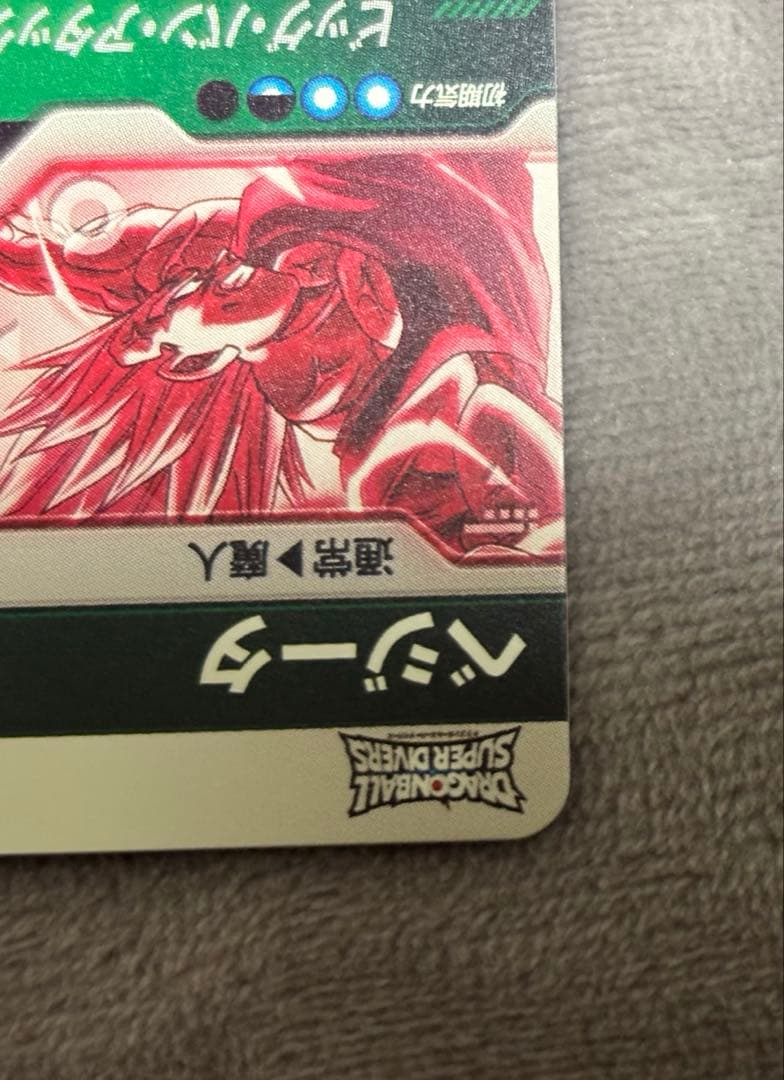 DRAGONBALL
SUPER DIVERS
ベジータ
通常▶魔人
初期気力
ビッグ・バン・アタック